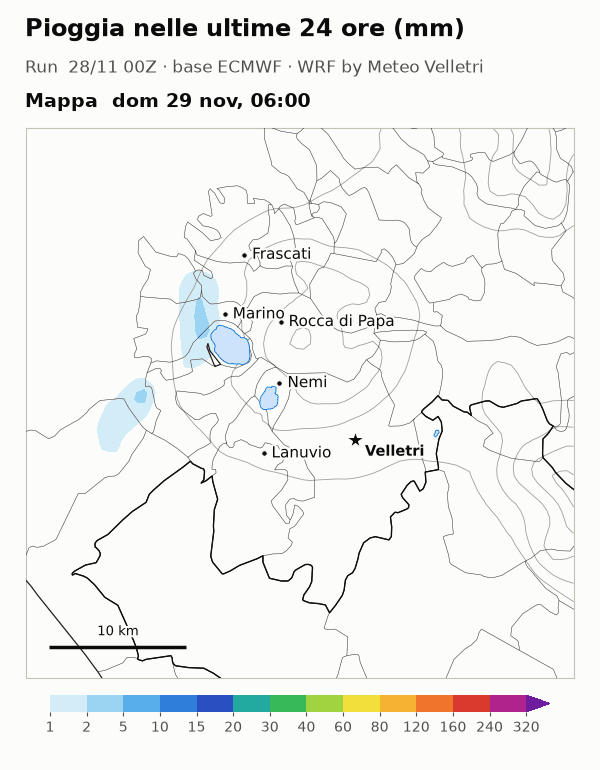 Pioggia nelle ultime 24 ore (mm)
Run  28/11 00Z · base ECMWF · WRF by Meteo Velletri
Mappa  dom 29 nov, 06:00
Frascati
Marino
Rocca di Papa
Nemi
Velletri
Lanuvio
10 km
1 2 5 10 15 20 30 40 60 80 120 160 240 320